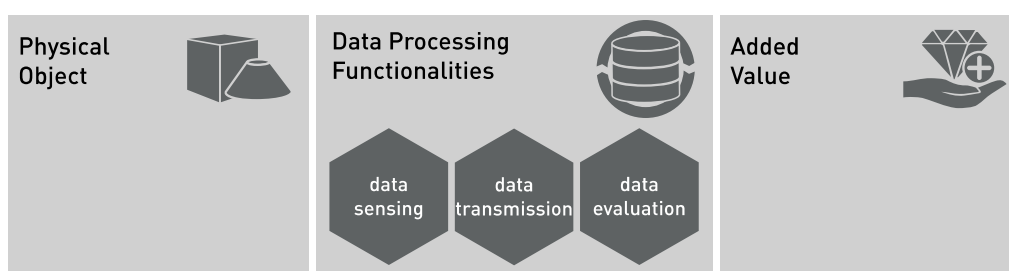 Physical
Object
Data Processing
Functionalities
data
sensing
data
transmission
data
evaluation
Added
Value